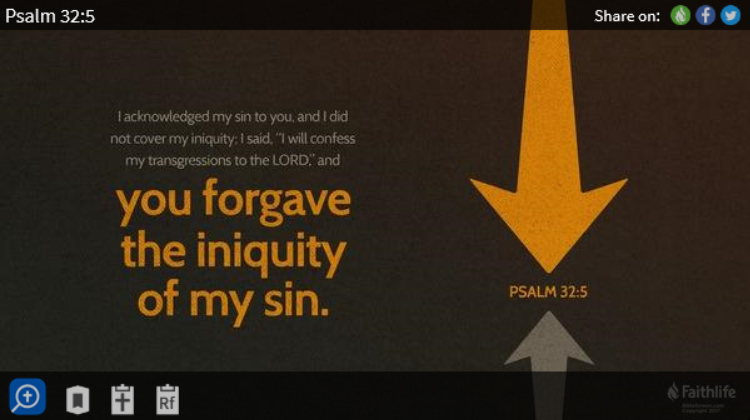 Psalm 32:5
Share on:
I acknowledged my sin to you, and I did
not cover my iniquity; I said, "I will confess
my transgressions to the LORD," and
you forgave
the iniquity
of my sin.
PSALM 32:5
Rf
Faithlife